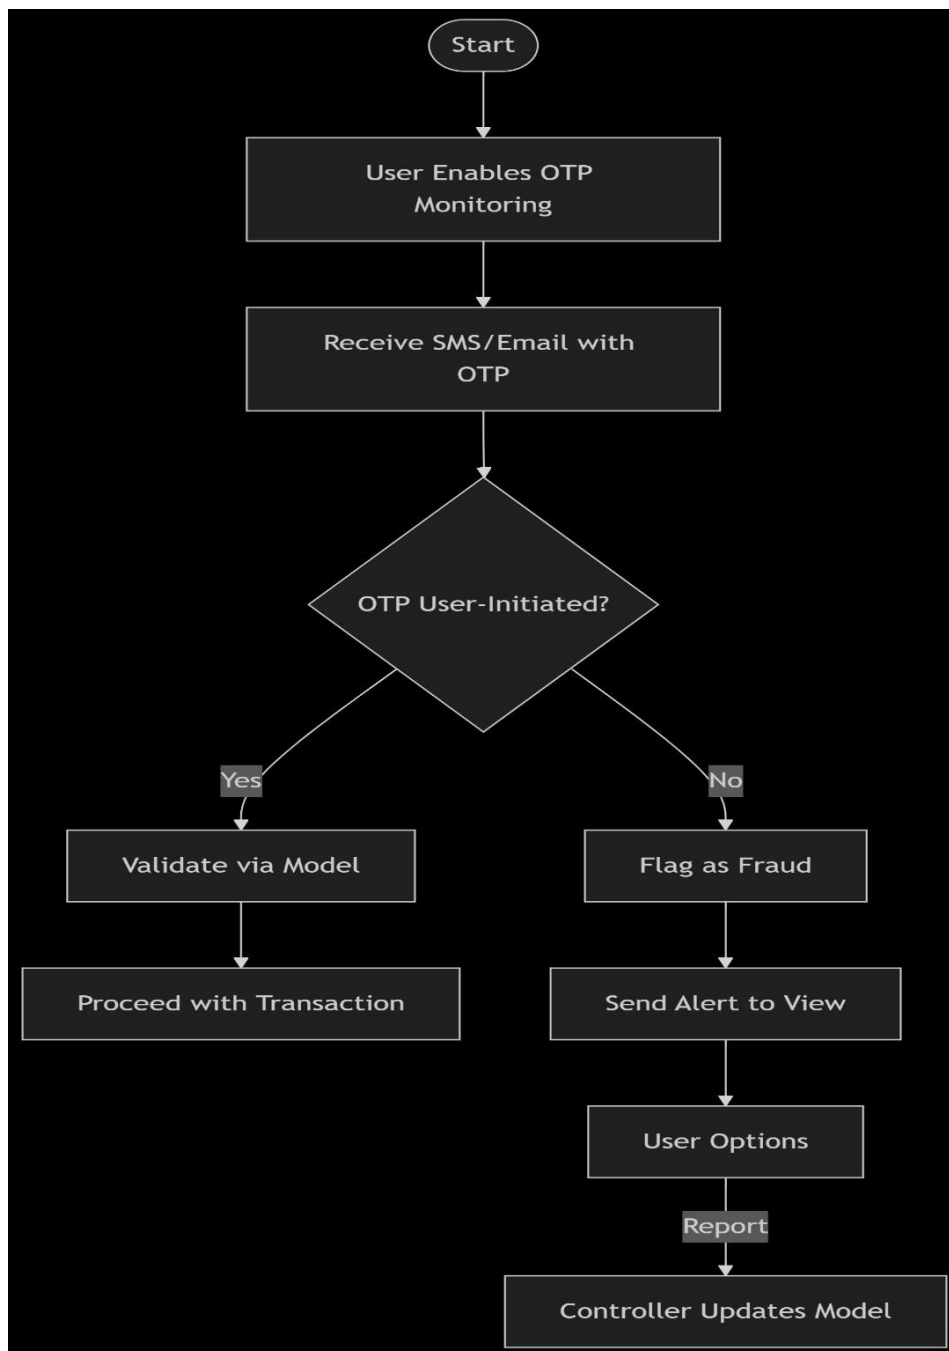 Start
User Enables OTP
Monitoring
Receive SMS/Email with
OTP
OTP User-Initiated?
Yes
No
Validate via Model
Flag as Fraud
Proceed with Transaction
Send Alert to View
User Options
Report
Controller Updates Model